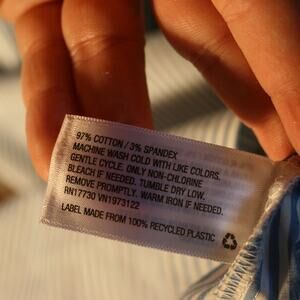 97% COTTON / 3% SPANDEX
MACHINE WASH COLD WITH LIKE COLORS.
GENTLE CYCLE. ONLY NON-CHLORINE
BLEACH IF NEEDED. TUMBLE DRY LOW.
REMOVE PROMPTLY. WARM IRON IF NEEDED.
RN17730 VN1973122
LABEL MADE FROM 100% RECYCLED PLASTIC